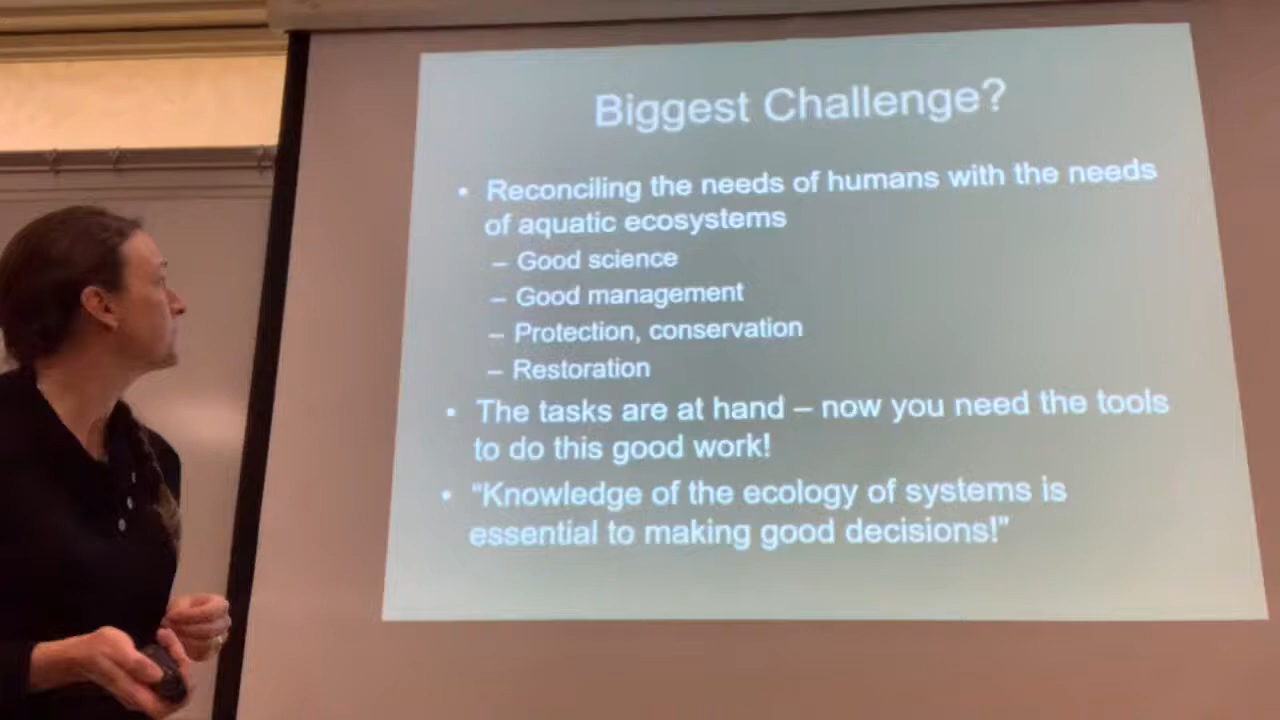 Biggest Challenge?
• Reconciling the needs of humans with the needs
of aquatic ecosystems
– Good science
– Good management
– Protection, conservation
– Restoration
• The tasks are at hand – now you need the tools
to do this good work!
• “Knowledge of the ecology of systems is
essential to making good decisions!”